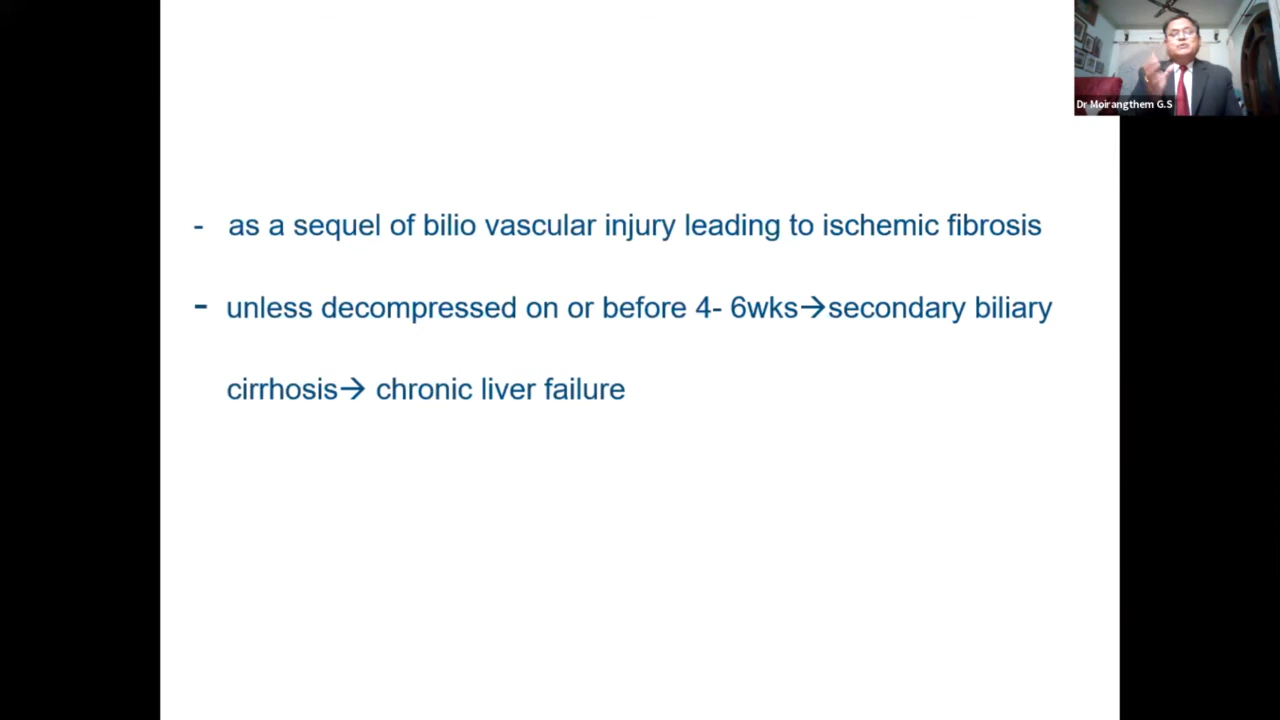 Dr Moirangthem G.S
- as a sequel of bilio vascular injury leading to ischemic fibrosis
- unless decompressed on or before 4- 6wks→secondary biliary
cirrhosis→ chronic liver failure